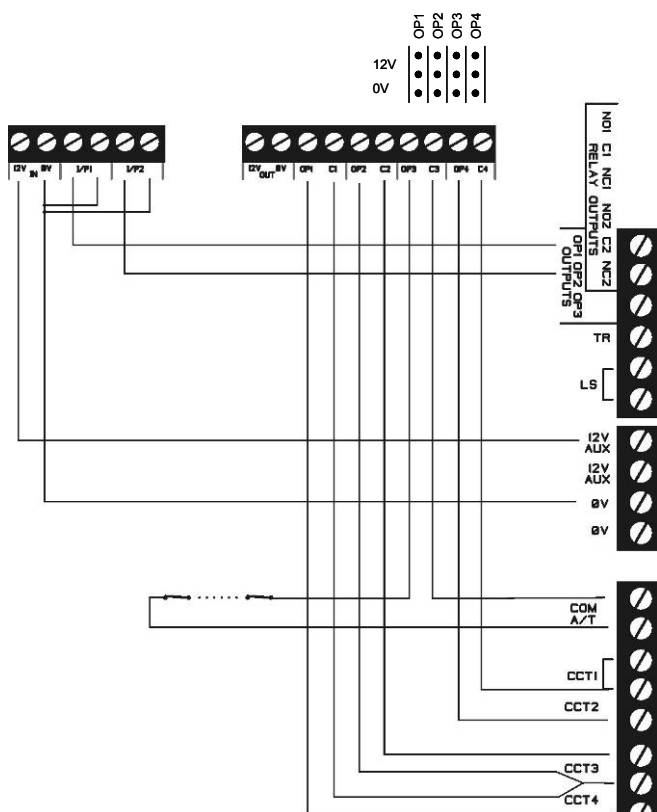 OP1 OP2 OP3 OP4
12V
0V
12V 0V I/P1 I/P2
IN
12V 0V OP1 C1 OP2 C2 OP3 C3 OP4 C4
OUT
NO1 C1 NC1 NO2 C2 NC2
RELAY OUTPUTS
OP1 OP2 OP3
OUTPUTS
TR
LS
12V
AUX
12V
AUX
0V
0V
COM
A/T
CCT1
CCT2
CCT3
CCT4